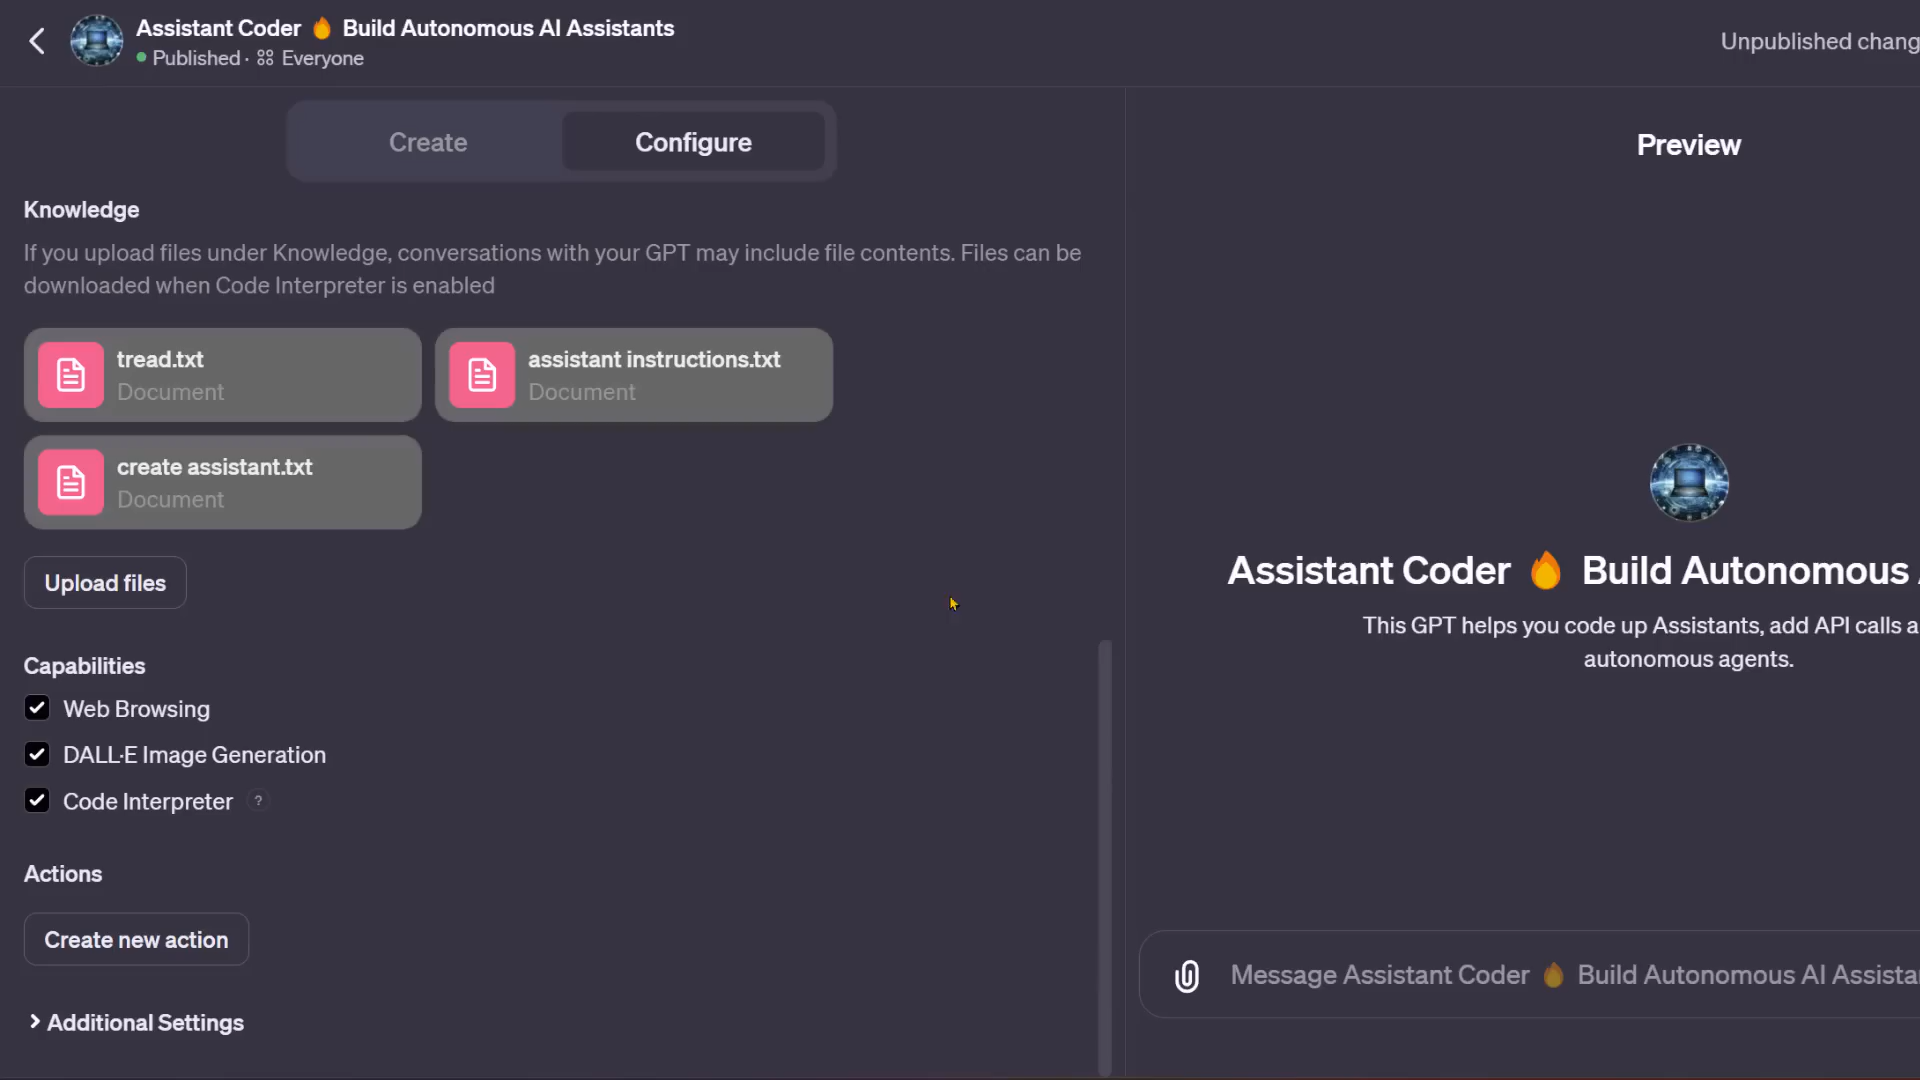 Assistant Coder 🔥 Build Autonomous AI Assistants
Published · Everyone
Unpublished chang
Create
Configure
Knowledge
If you upload files under Knowledge, conversations with your GPT may include file contents. Files can be
downloaded when Code Interpreter is enabled
tread.txt
Document
assistant instructions.txt
Document
create assistant.txt
Document
Upload files
Capabilities
Web Browsing
DALL·E Image Generation
Code Interpreter ?
Actions
Create new action
Additional Settings
Preview
Assistant Coder 🔥 Build Autonomous
This GPT helps you code up Assistants, add API calls a
autonomous agents.
Message Assistant Coder 🔥 Build Autonomous AI Assista